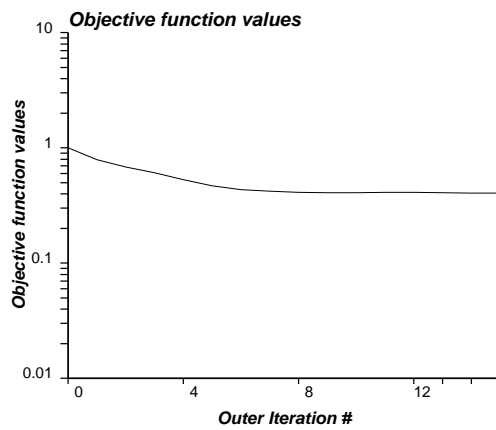 Objective function values
10
1
0.1
0.01
Objective function values
0
4
8
12
Outer Iteration #